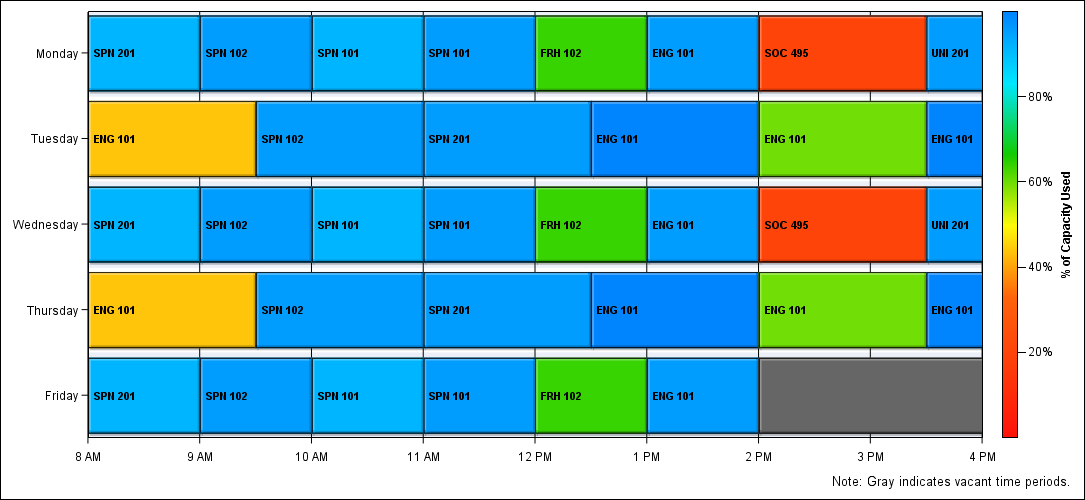 Monday
SPN 201 SPN 102 SPN 101 SPN 101 FRH 102 ENG 101 SOC 495 UNI 201
Tuesday
ENG 101 SPN 102 SPN 201 ENG 101 ENG 101 ENG 101
Wednesday
SPN 201 SPN 102 SPN 101 SPN 101 FRH 102 ENG 101 SOC 495 UNI 201
Thursday
ENG 101 SPN 102 SPN 201 ENG 101 ENG 101 ENG 101
Friday
SPN 201 SPN 102 SPN 101 SPN 101 FRH 102 ENG 101
8 AM 9 AM 10 AM 11 AM 12 PM 1 PM 2 PM 3 PM 4 PM
80%
60%
40%
20%
% of Capacity Used
Note: Gray indicates vacant time periods.